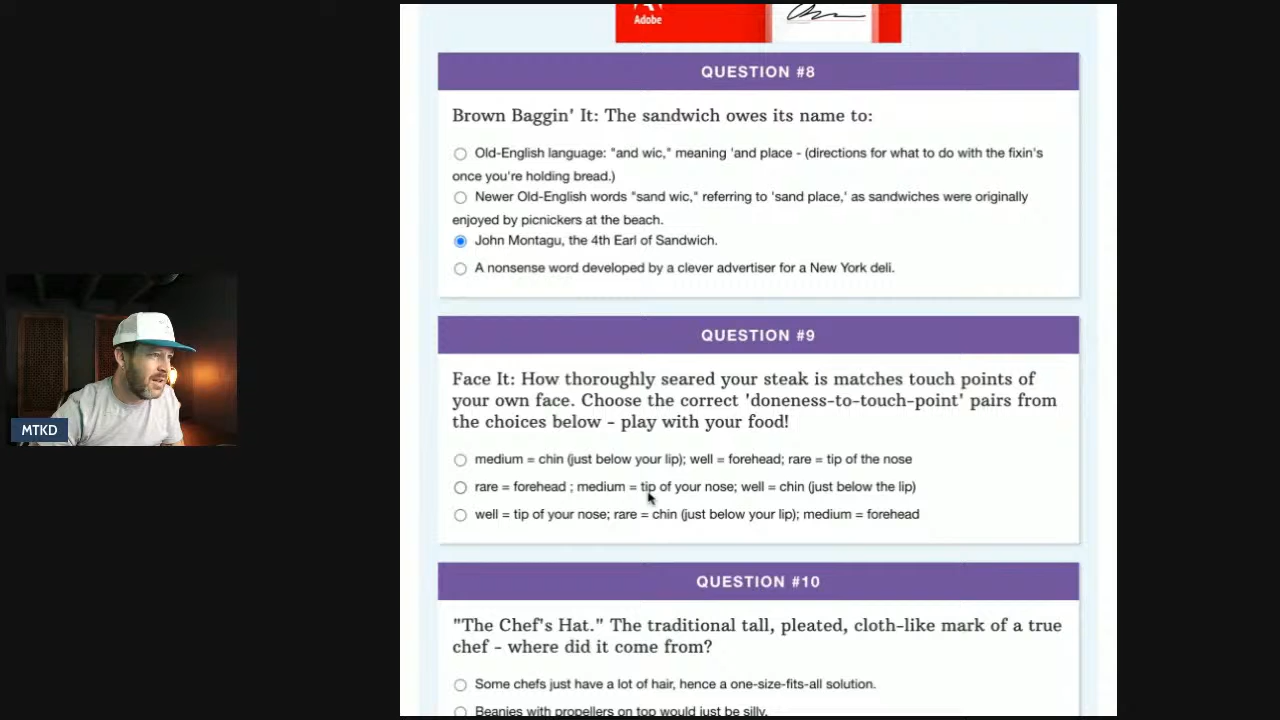 Adobe
QUESTION #8
Brown Baggin' It: The sandwich owes its name to:
Old-English language: "and wic," meaning 'and place - (directions for what to do with the fixin's
once you're holding bread.)
Newer Old-English words "sand wic," referring to 'sand place,' as sandwiches were originally
enjoyed by picnickers at the beach.
John Montagu, the 4th Earl of Sandwich.
A nonsense word developed by a clever advertiser for a New York deli.
QUESTION #9
Face It: How thoroughly seared your steak is matches touch points of
your own face. Choose the correct 'doneness-to-touch-point' pairs from
the choices below - play with your food!
medium = chin (just below your lip); well = forehead; rare = tip of the nose
rare = forehead ; medium = tip of your nose; well = chin (just below the lip)
well = tip of your nose; rare = chin (just below your lip); medium = forehead
MTKD
QUESTION #10
"The Chef's Hat." The traditional tall, pleated, cloth-like mark of a true
chef - where did it come from?
Some chefs just have a lot of hair, hence a one-size-fits-all solution.
Beanies with propellers on top would just be silly.